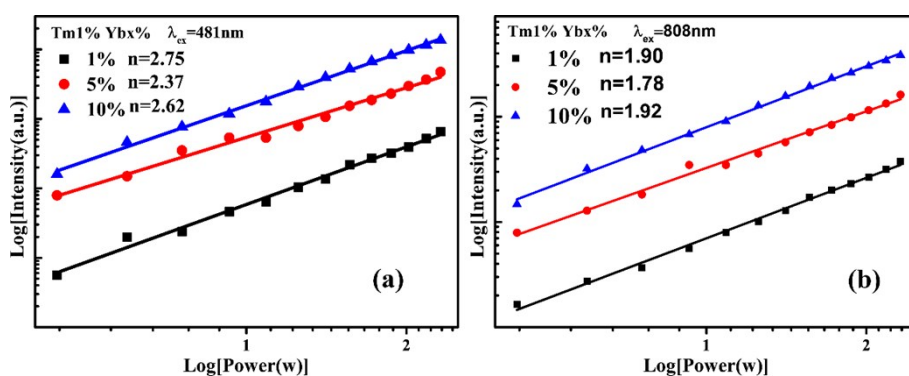 Tm1% Ybx% λex=481nm
1% n=2.75
5% n=2.37
10% n=2.62
Log[Intensity(a.u.)]
(a)
1 2
Log[Power(w)]
Tm1% Ybx% λex=808nm
1% n=1.90
5% n=1.78
10% n=1.92
Log[Intensity(a.u.)]
(b)
1 2
Log[Power(w)]